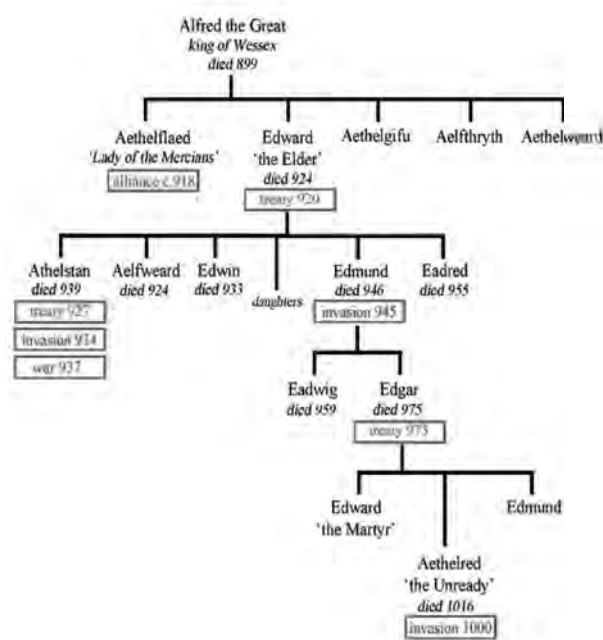 Alfred the Great
king of Wessex
died 899
Aethelflaed
'Lady of the Mercians'
alliance c.918
Edward
'the Elder'
died 924
treaty 920
Aethelgifu
Aelfthryth
Aethelweard
Athelstan
died 939
treaty 927
invasion 934
war 937
Aelfweard
died 924
Edwin
died 933
daughters
Edmund
died 946
invasion 945
Eadred
died 955
Eadwig
died 959
Edgar
died 975
treaty 973
Edward
'the Martyr'
Aethelred
'the Unready'
died 1016
invasion 1000
Edmund